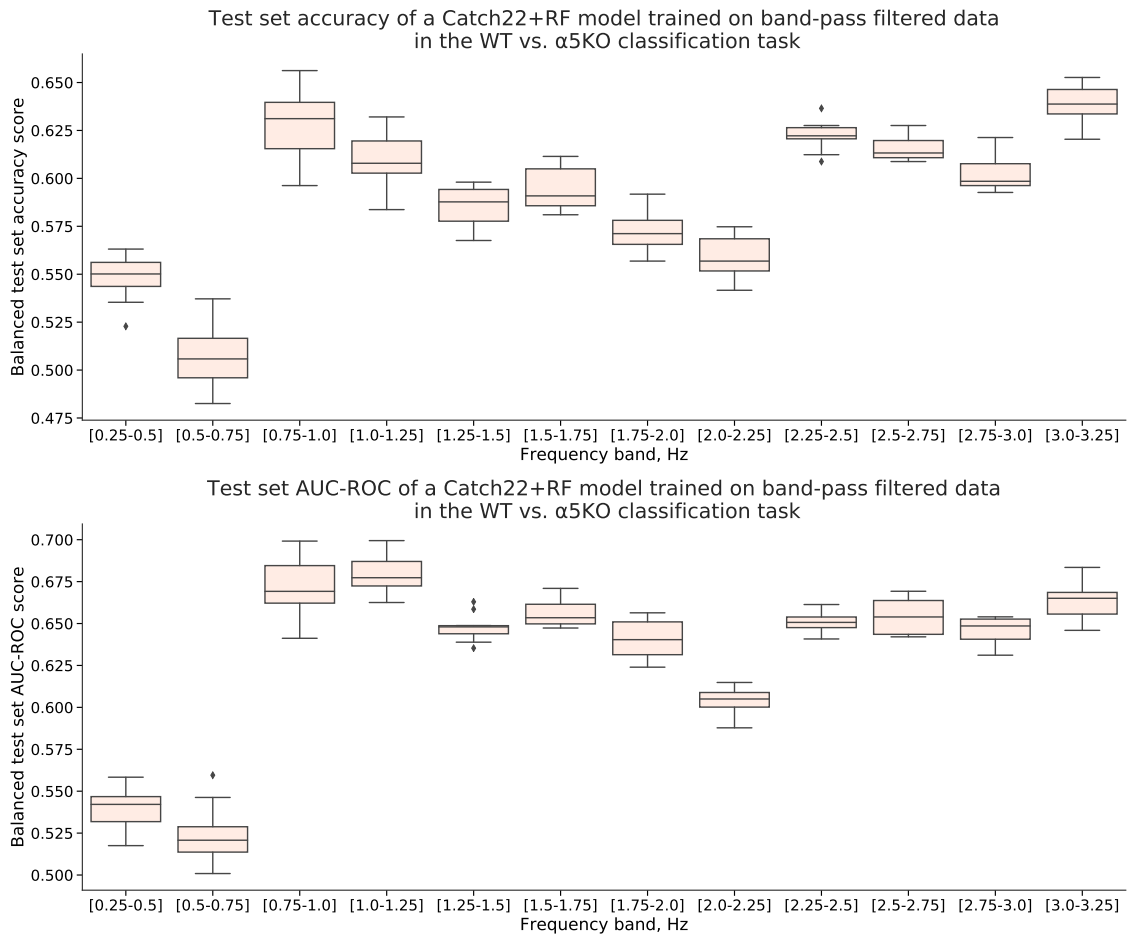 Test set accuracy of a Catch22+RF model trained on band-pass filtered data
in the WT vs. α5KO classification task
Balanced test set accuracy score
0.650
0.625
0.600
0.575
0.550
0.525
0.500
0.475
[0.25-0.5] [0.5-0.75] [0.75-1.0] [1.0-1.25] [1.25-1.5] [1.5-1.75] [1.75-2.0] [2.0-2.25] [2.25-2.5] [2.5-2.75] [2.75-3.0] [3.0-3.25]
Frequency band, Hz
Test set AUC-ROC of a Catch22+RF model trained on band-pass filtered data
in the WT vs. α5KO classification task
Balanced test set AUC-ROC score
0.700
0.675
0.650
0.625
0.600
0.575
0.550
0.525
0.500
[0.25-0.5] [0.5-0.75] [0.75-1.0] [1.0-1.25] [1.25-1.5] [1.5-1.75] [1.75-2.0] [2.0-2.25] [2.25-2.5] [2.5-2.75] [2.75-3.0] [3.0-3.25]
Frequency band, Hz